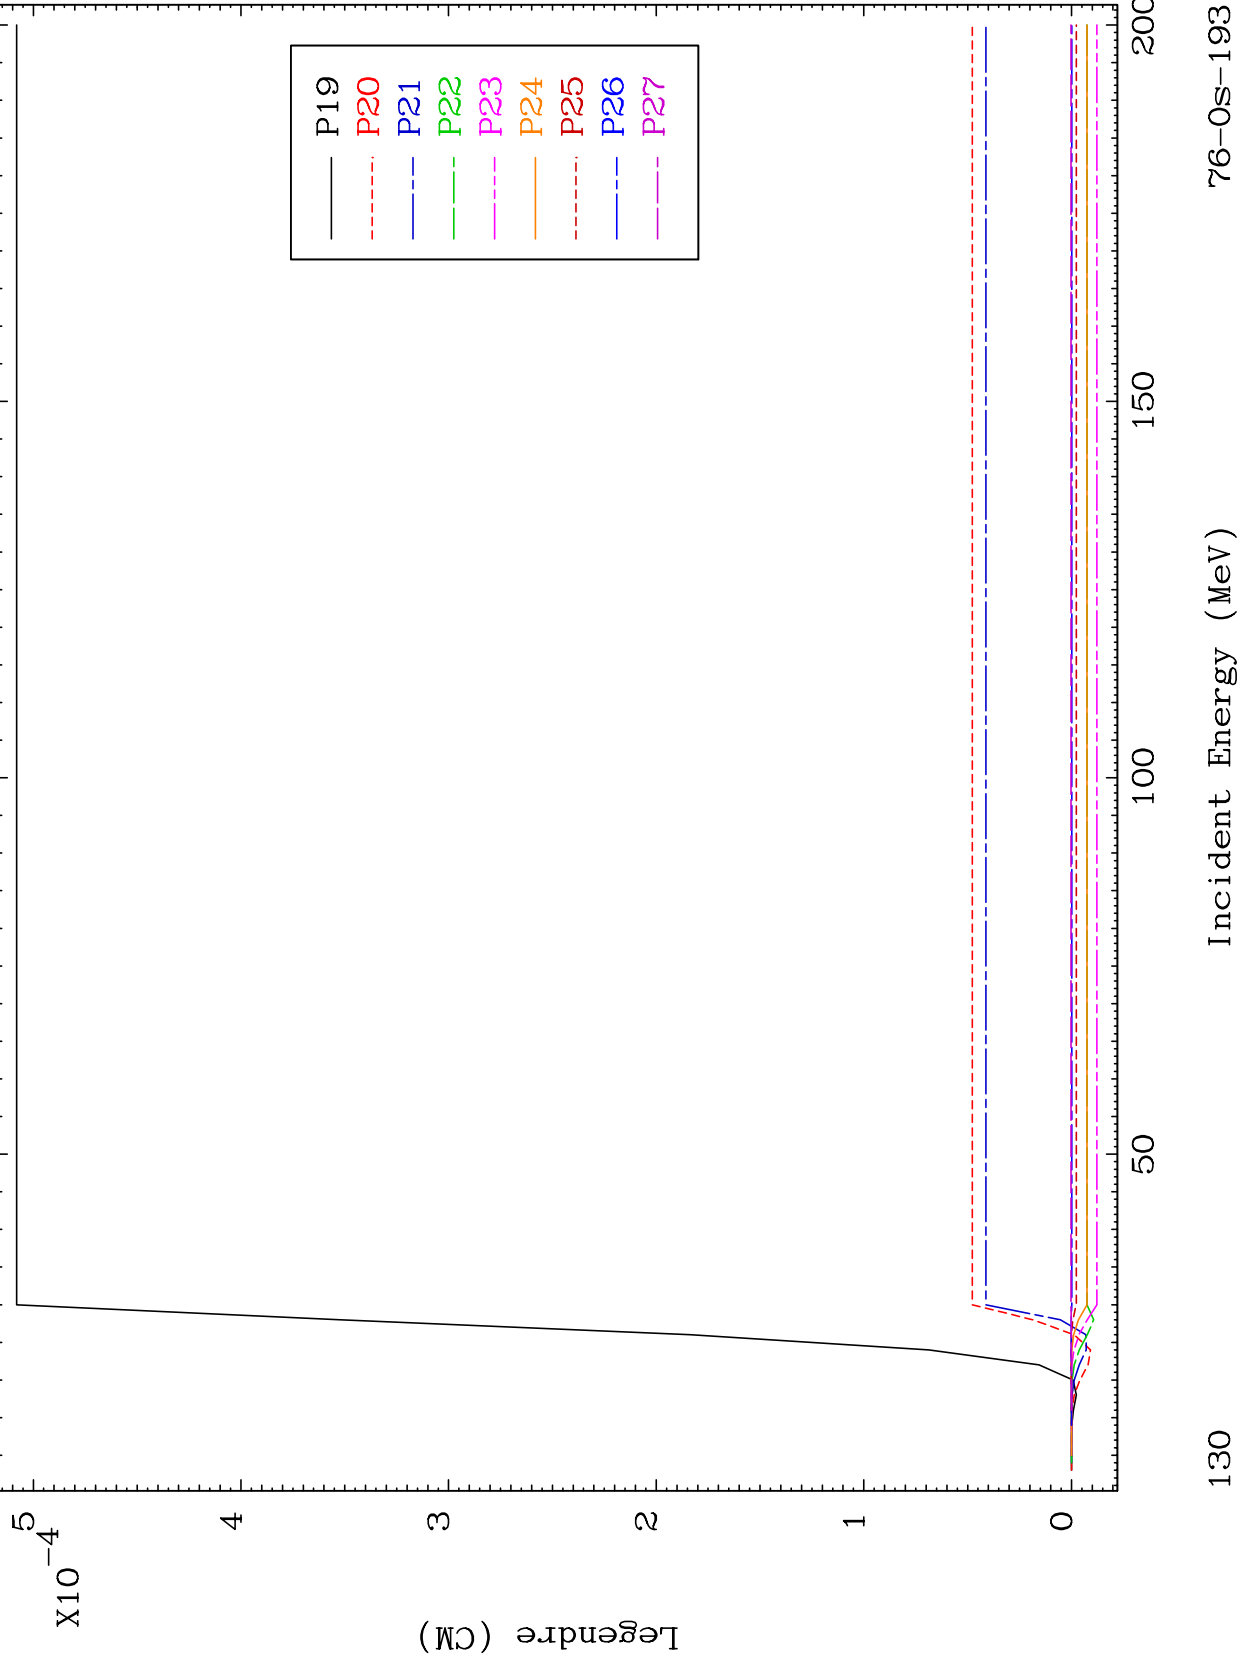 X10
-4
5
4
3
2
1
0
Legendre (CM)
P19
P20
P21
P22
P23
P24
P25
P26
P27
50
100
150
200
130
Incident Energy (MeV)
76-Os-193